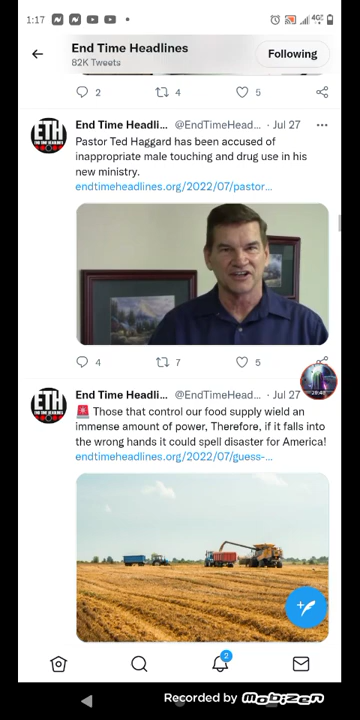 1:17
4GE
End Time Headlines
82K Tweets
Following
2 4 5
ETH
End Time Headli... @EndTimeHead... · Jul 27
Pastor Ted Haggard has been accused of
inappropriate male touching and drug use in his
new ministry.
endtimeheadlines.org/2022/07/pastor...
4 7 5
ETH
End Time Headli... @EndTimeHead... · Jul 27
🚨 Those that control our food supply wield an
immense amount of power, Therefore, if it falls into
the wrong hands it could spell disaster for America!
endtimeheadlines.org/2022/07/guess-...
2
Recorded by mobizen